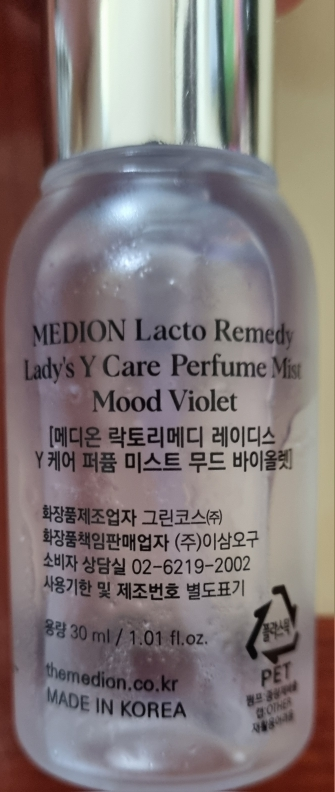 MEDION Lacto Remedy
Lady's Y Care Perfume Mist
Mood Violet
[메디온 락토리메디 레이디스
Y 케어 퍼퓸 미스트 무드 바이올렛]
화장품제조업자 그린코스㈜
화장품책임판매업자 (주)이삼오구
소비자 상담실 02-6219-2002
사용기한 및 제조번호 별도표기
용량 30 ml / 1.01 fl.oz.
themedion.co.kr
MADE IN KOREA
플라스틱
PET
캡:OTHER